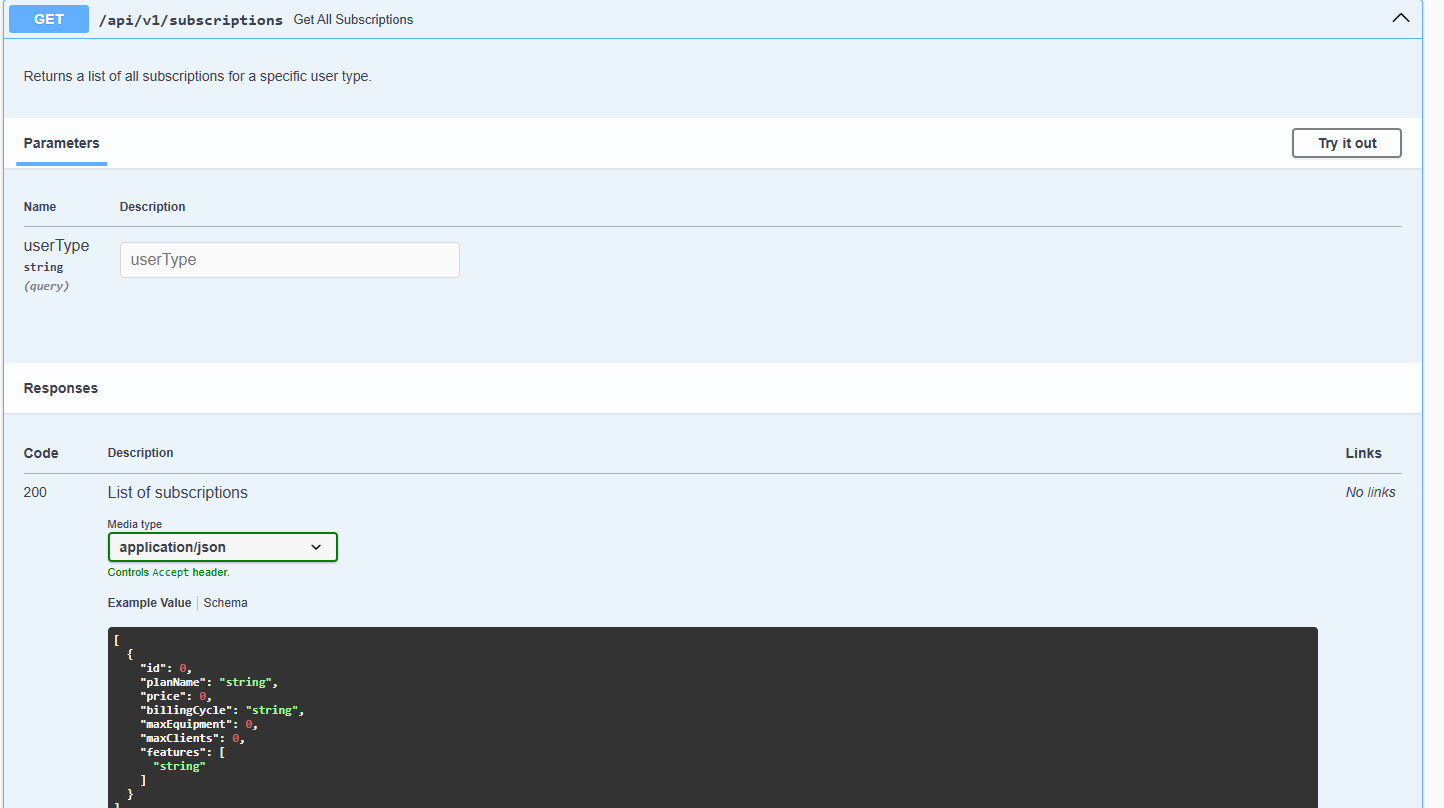 GET /api/v1/subscriptions Get All Subscriptions
Returns a list of all subscriptions for a specific user type.
Parameters
Try it out
Name Description
userType
string
(query)
userType
Responses
Code Description Links
200 List of subscriptions No links
Media type
application/json
Controls Accept header.
Example Value Schema
[
  {
    "id": 0,
    "planName": "string",
    "price": 0,
    "billingCycle": "string",
    "maxEquipment": 0,
    "maxClients": 0,
    "features": [
      "string"
    ]
  }
]